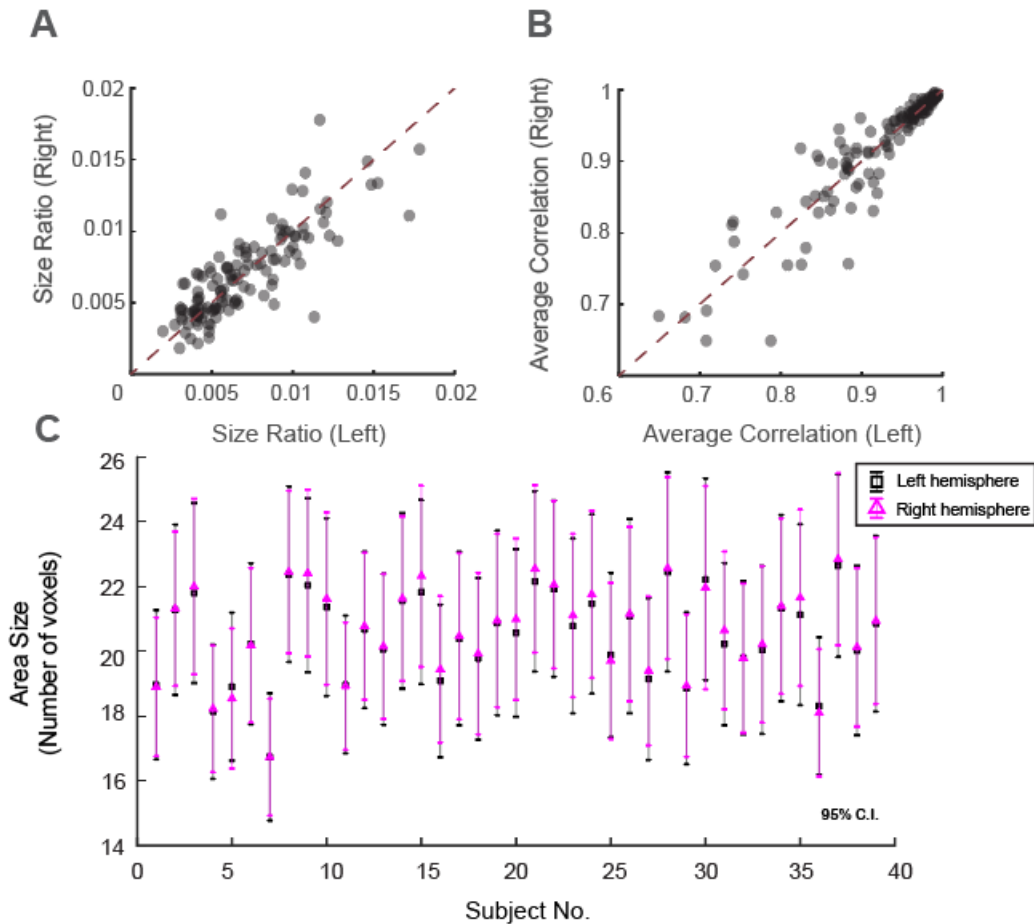 A
B
0.02
0.015
0.01
0.005
Size Ratio (Right)
0
0.005
0.01
0.015
0.02
Size Ratio (Left)
1
0.9
0.8
0.7
Average Correlation (Right)
0.6
0.7
0.8
0.9
1
Average Correlation (Left)
C
26
24
22
20
18
16
14
Area Size
(Number of voxels)
Left hemisphere
Right hemisphere
95% C.I.
0
5
10
15
20
25
30
35
40
Subject No.